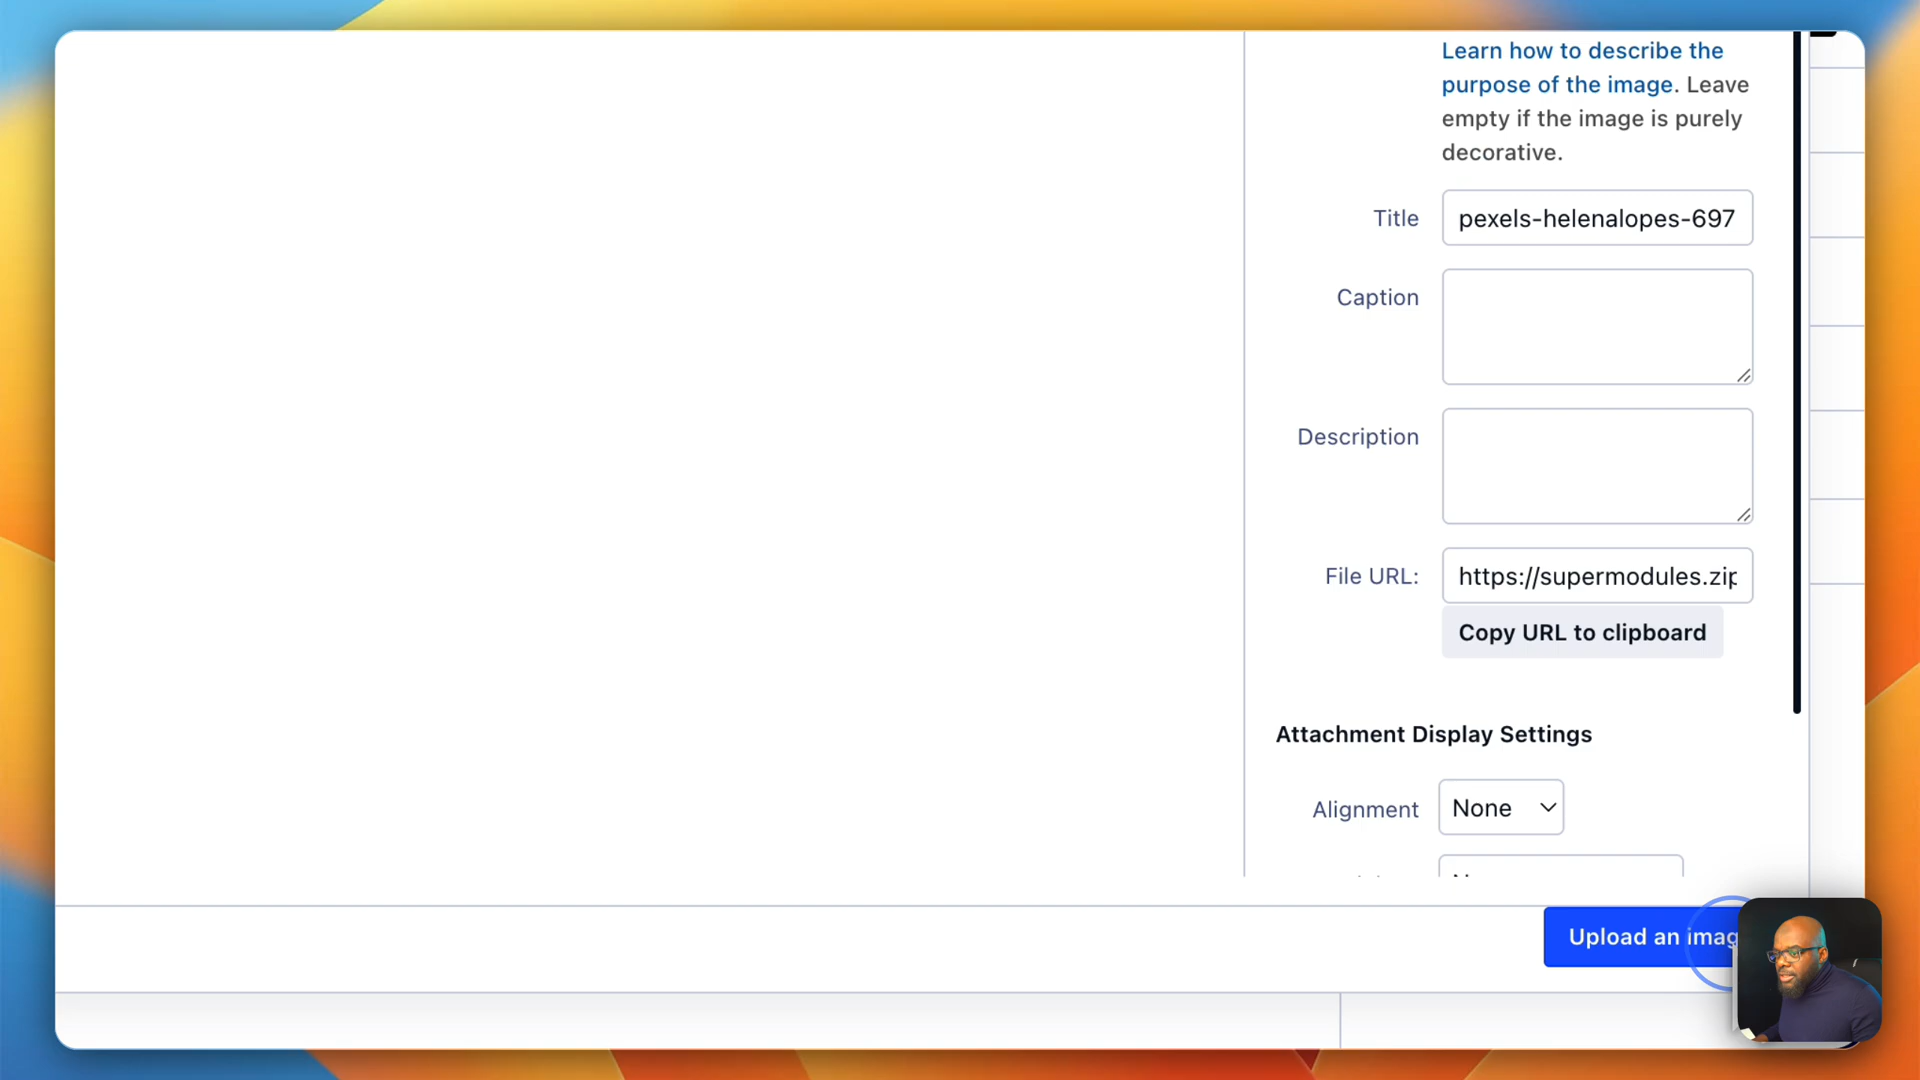 Learn how to describe the
purpose of the image. Leave
empty if the image is purely
decorative.
Title
pexels-helenalopes-697
Caption
Description
File URL:
https://supermodules.zip
Copy URL to clipboard
Attachment Display Settings
Alignment
None
Upload an imag